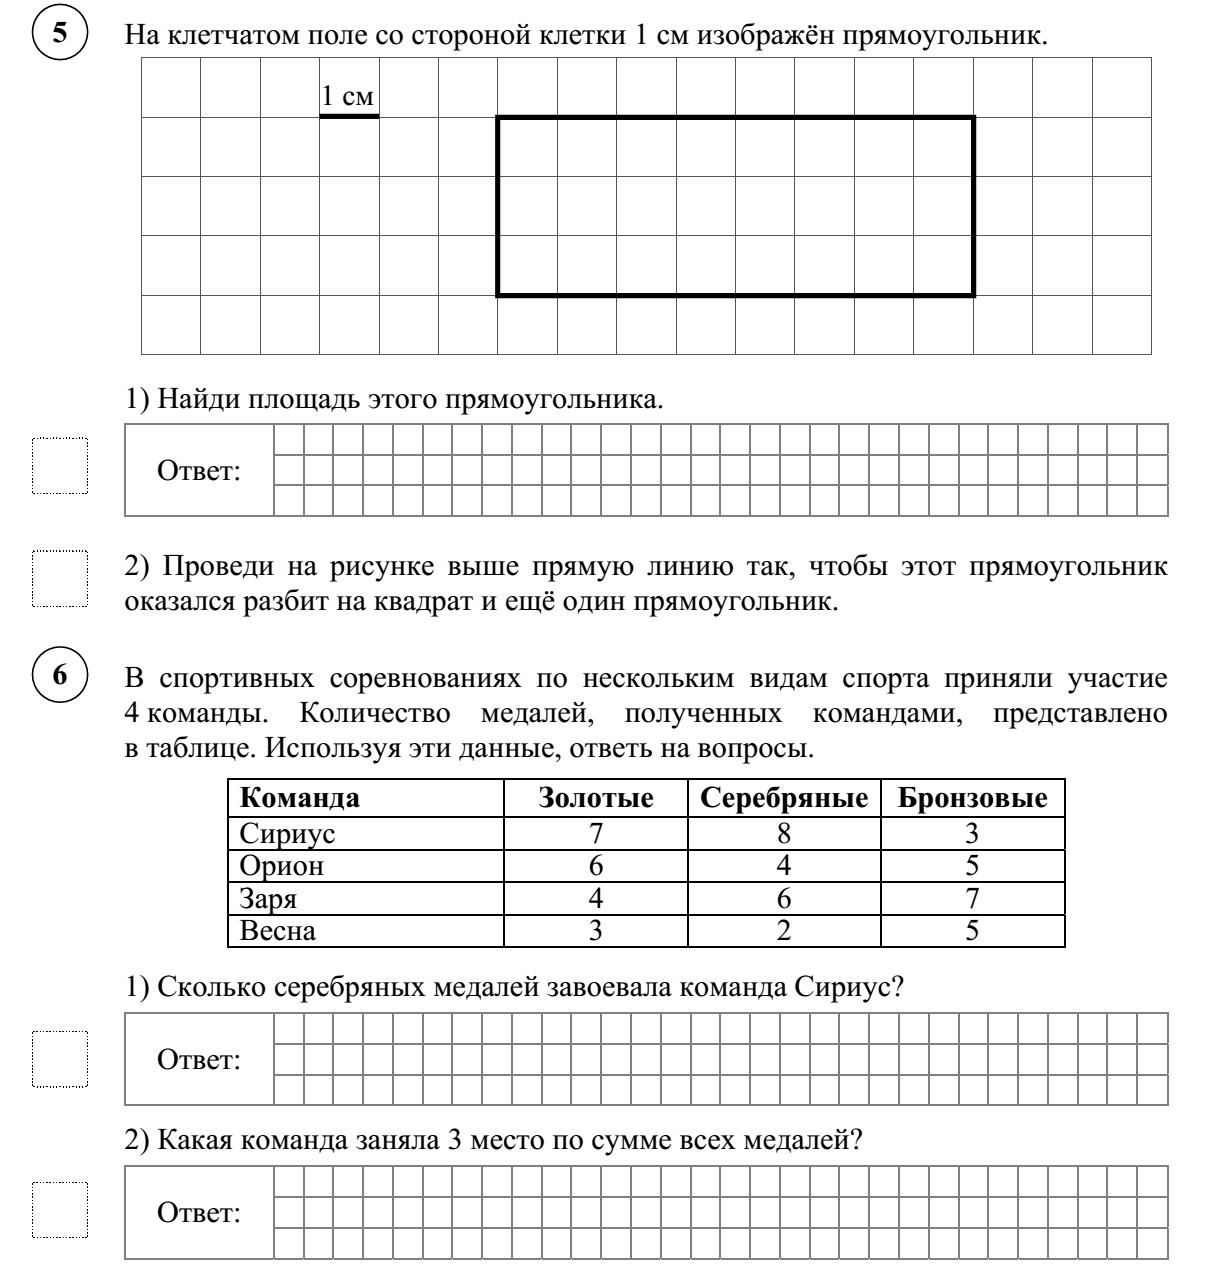 5
На клетчатом поле со стороной клетки 1 см изображён прямоугольник.
1 см
1) Найди площадь этого прямоугольника.
Ответ:
2) Проведи на рисунке выше прямую линию так, чтобы этот прямоугольник
оказался разбит на квадрат и ещё один прямоугольник.
6
В спортивных соревнованиях по нескольким видам спорта приняли участие
4 команды. Количество медалей, полученных командами, представлено
в таблице. Используя эти данные, ответь на вопросы.
Команда Золотые Серебряные Бронзовые
Сириус 7 8 3
Орион 6 4 5
Заря 4 6 7
Весна 3 2 5
1) Сколько серебряных медалей завоевала команда Сириус?
Ответ:
2) Какая команда заняла 3 место по сумме всех медалей?
Ответ: